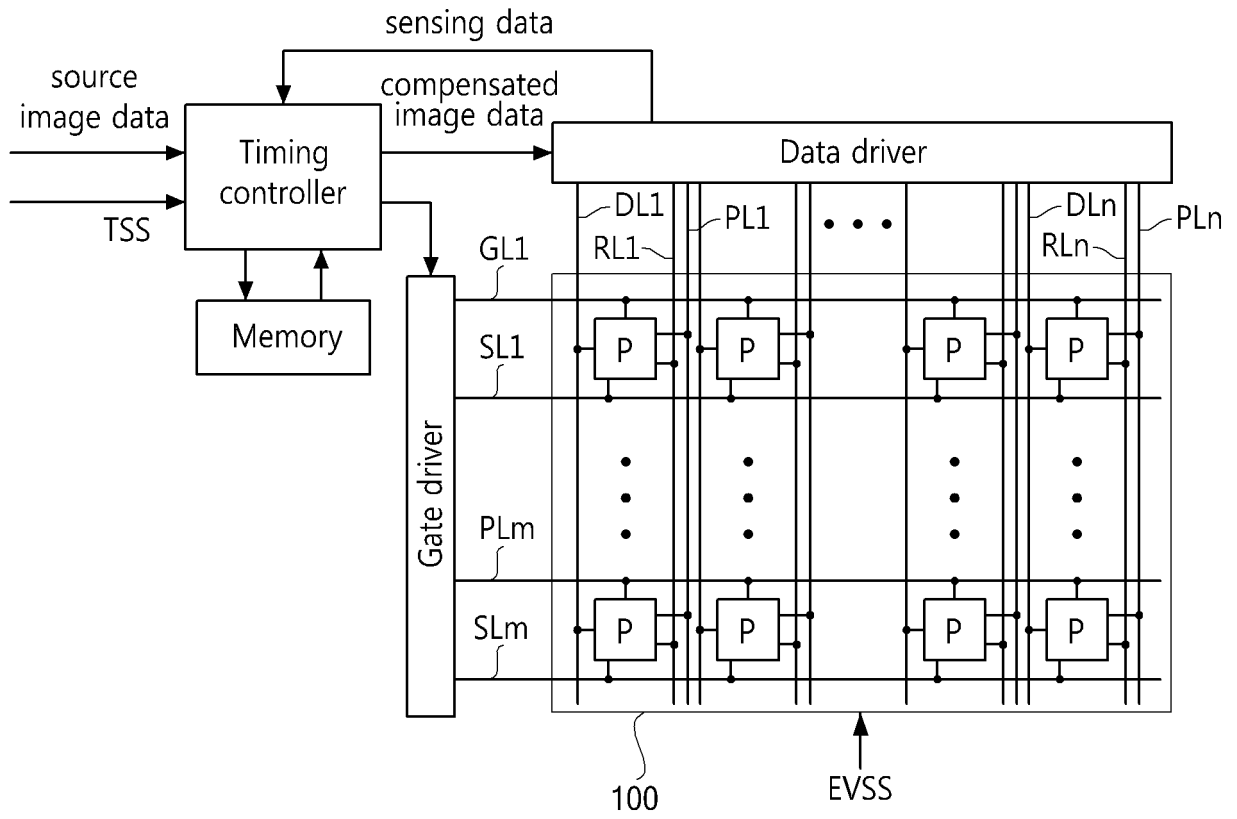 sensing data
source
image data
compensated
image data
Timing
controller
Data driver
TSS
DL1
PL1
DLn
PLn
RL1
RLn
GL1
Memory
SL1
P
P
P
P
Gate driver
PLm
SLm
P
P
P
P
100
EVSS